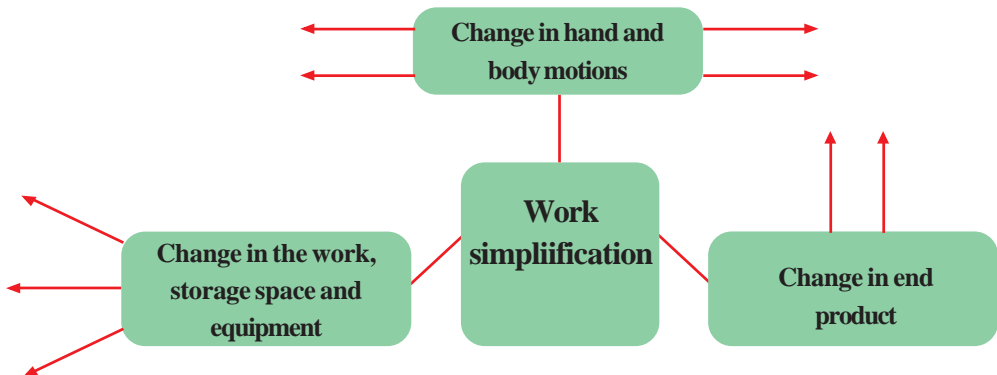 Change in hand and
body motions
Work
simpliification
Change in the work,
storage space and
equipment
Change in end
product